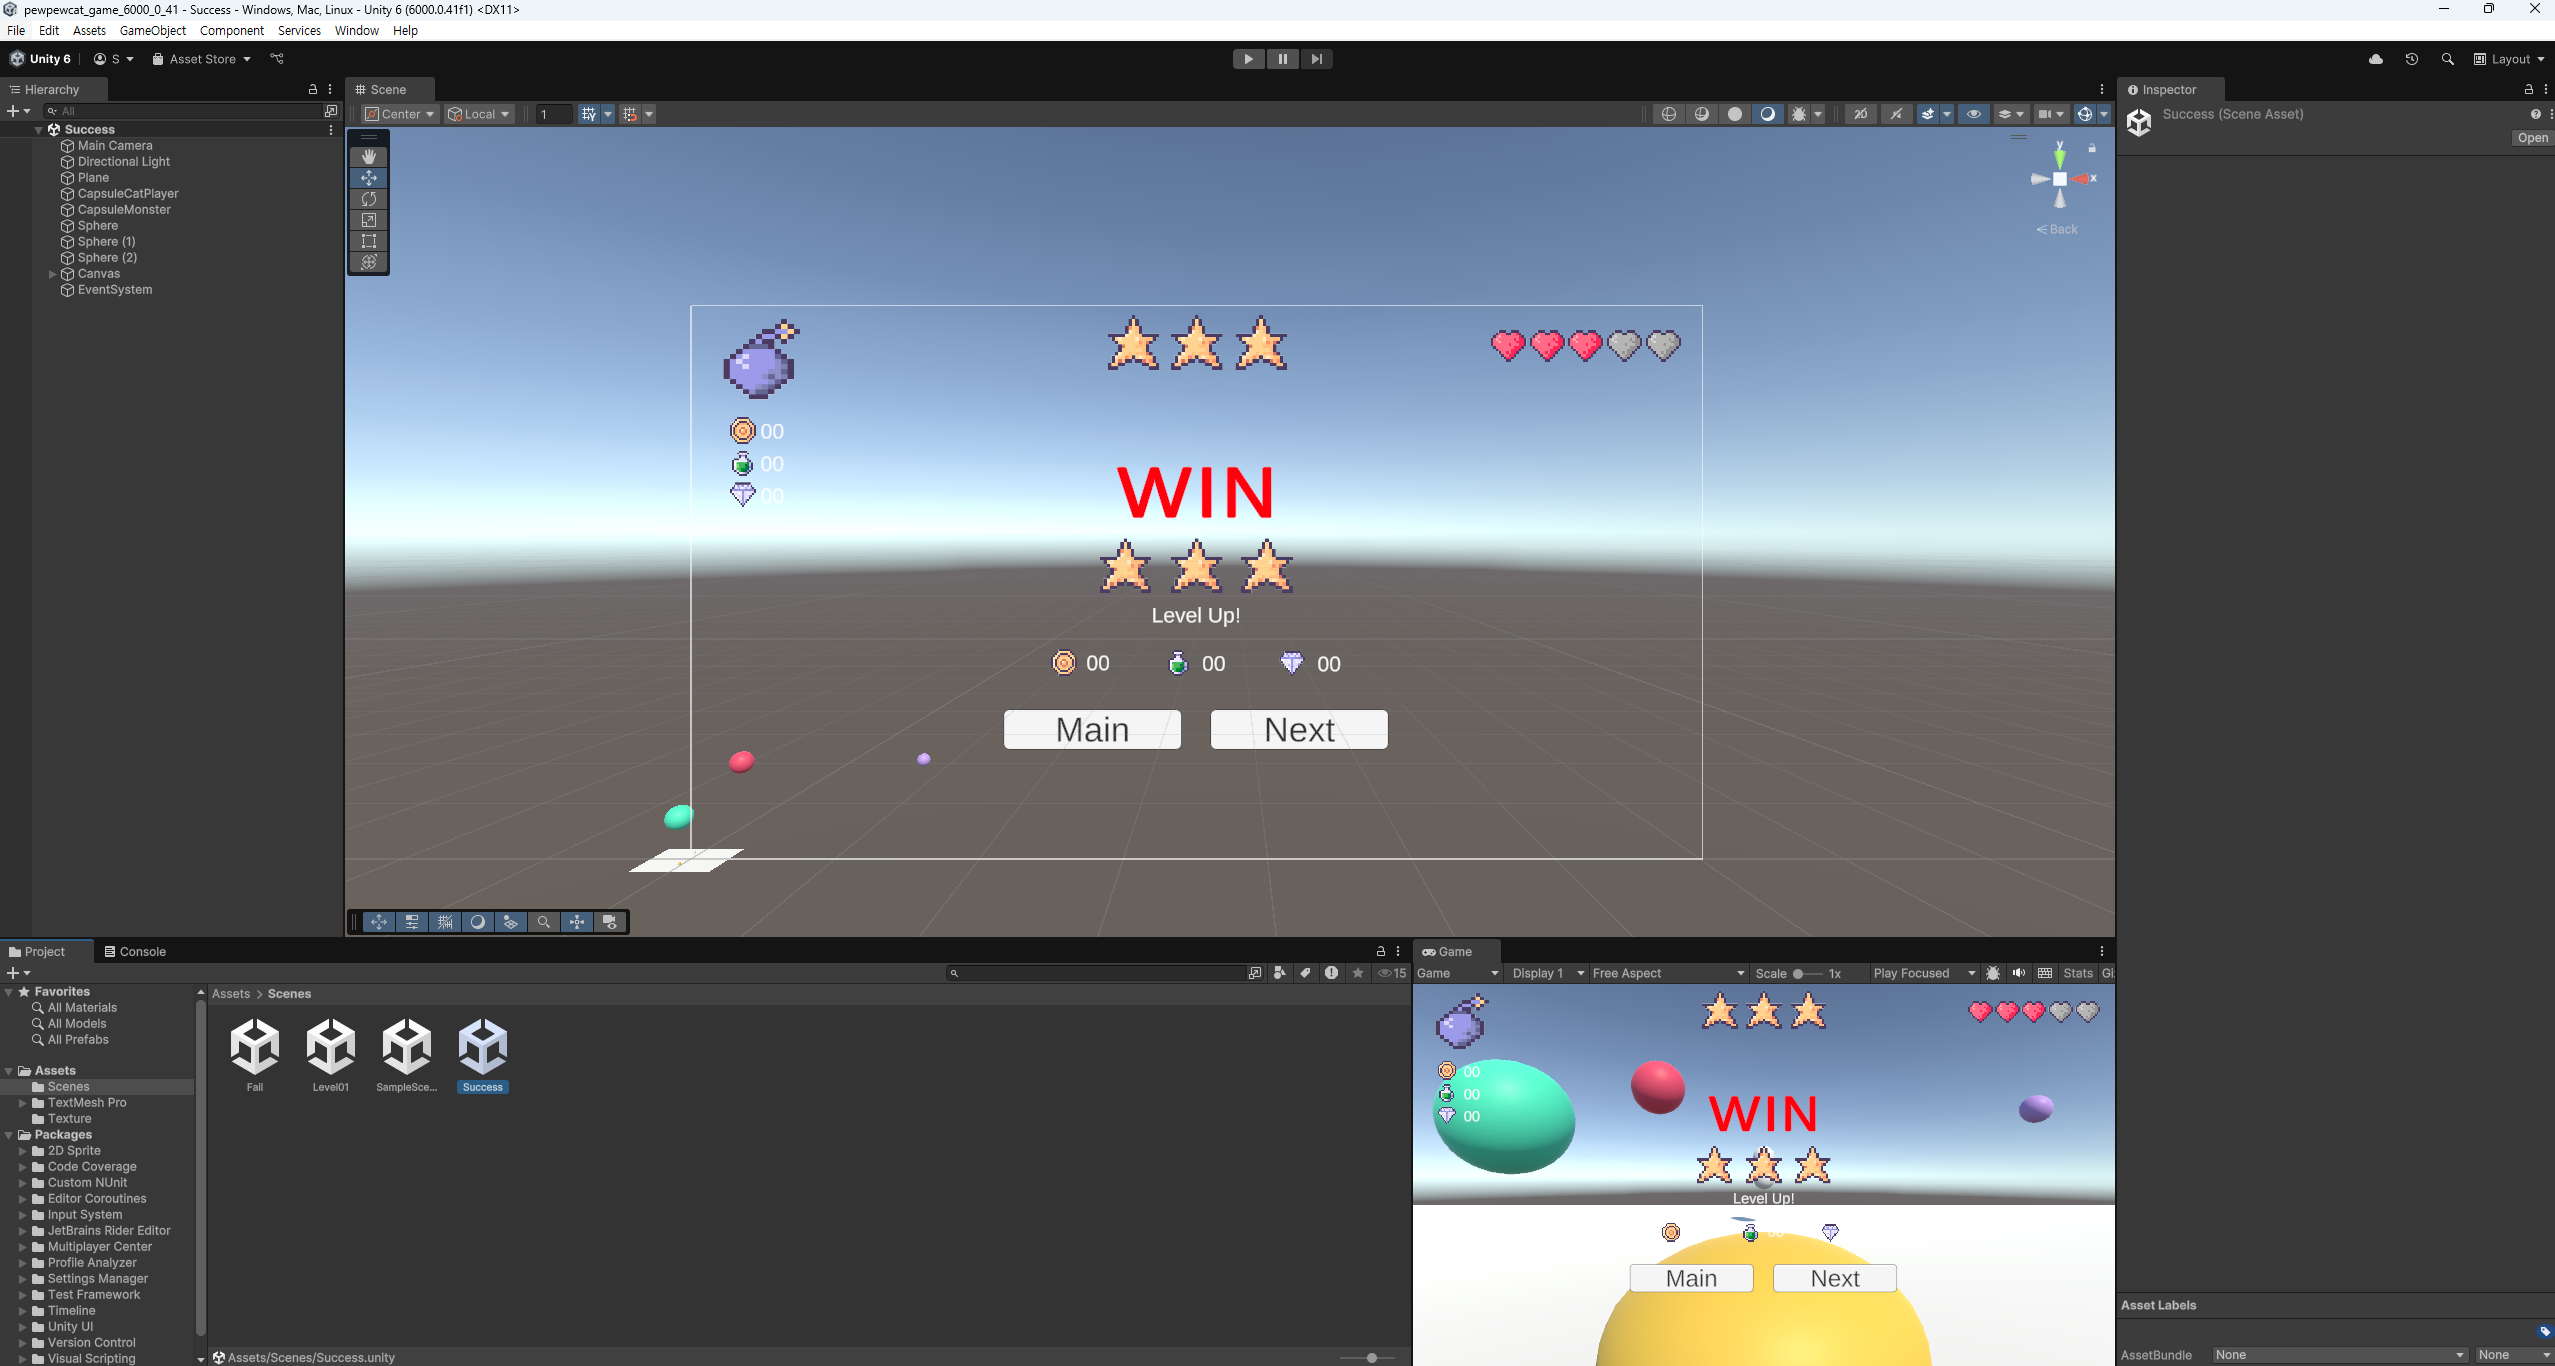 pewpewcat_game_6000_0_41 - Success - Windows, Mac, Linux - Unity 6 (6000.0.41f1) <DX11>
File Edit Assets GameObject Component Services Window Help
Unity 6 S Asset Store Layout
Hierarchy
All
Success
Main Camera
Directional Light
Plane
CapsuleCatPlayer
CapsuleMonster
Sphere
Sphere (1)
Sphere (2)
Canvas
EventSystem
Scene
Center Local 1 2D
y
x
Back
00
00
00
WIN
Level Up!
00 00 00
Main Next
Inspector
Success (Scene Asset)
Open
Project Console
15
Favorites
All Materials
All Models
All Prefabs
Assets
Scenes
TextMesh Pro
Texture
Packages
2D Sprite
Code Coverage
Custom NUnit
Editor Coroutines
Input System
JetBrains Rider Editor
Multiplayer Center
Profile Analyzer
Settings Manager
Test Framework
Timeline
Unity UI
Version Control
Visual Scripting
Assets > Scenes
Fail Level01 SampleSce... Success
Assets/Scenes/Success.unity
Game
Game Display 1 Free Aspect Scale 1x Play Focused Stats Gi
00
00
00
WIN
Level Up!
00
Main Next
Asset Labels
AssetBundle None None